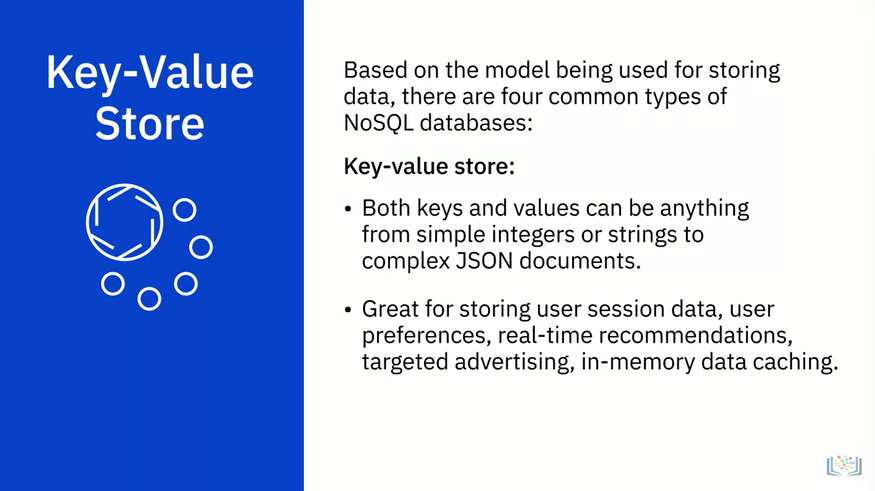 Key-Value
Store
Based on the model being used for storing
data, there are four common types of
NoSQL databases:
Key-value store:
• Both keys and values can be anything
from simple integers or strings to
complex JSON documents.
• Great for storing user session data, user
preferences, real-time recommendations,
targeted advertising, in-memory data caching.